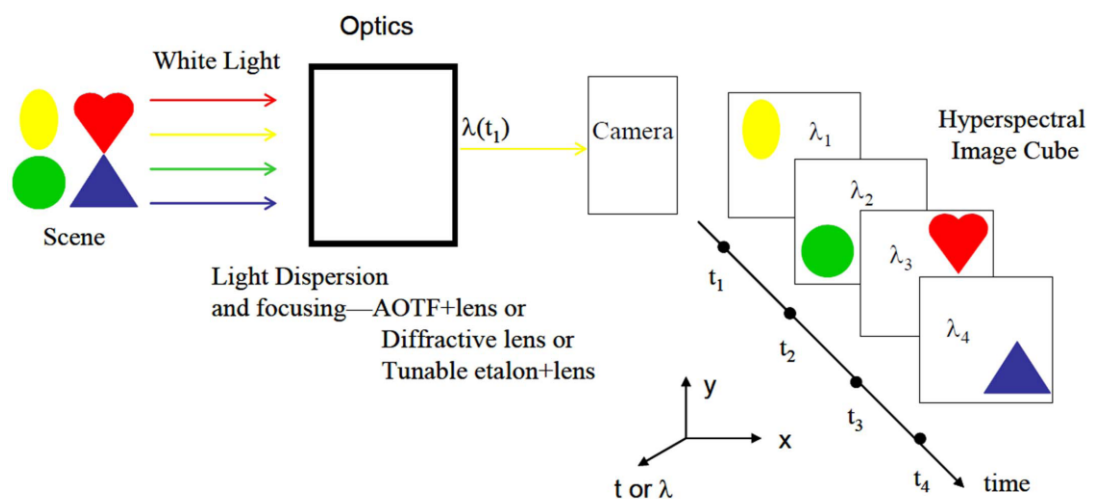 Optics
White Light
λ(t₁)
Camera
λ₁
Hyperspectral
Image Cube
λ₂
Scene
λ₃
Light Dispersion
and focusing—AOTF+lens or
Diffractive lens or
Tunable etalon+lens
t₁
λ₄
t₂
y
x
t₃
t or λ
t₄
time